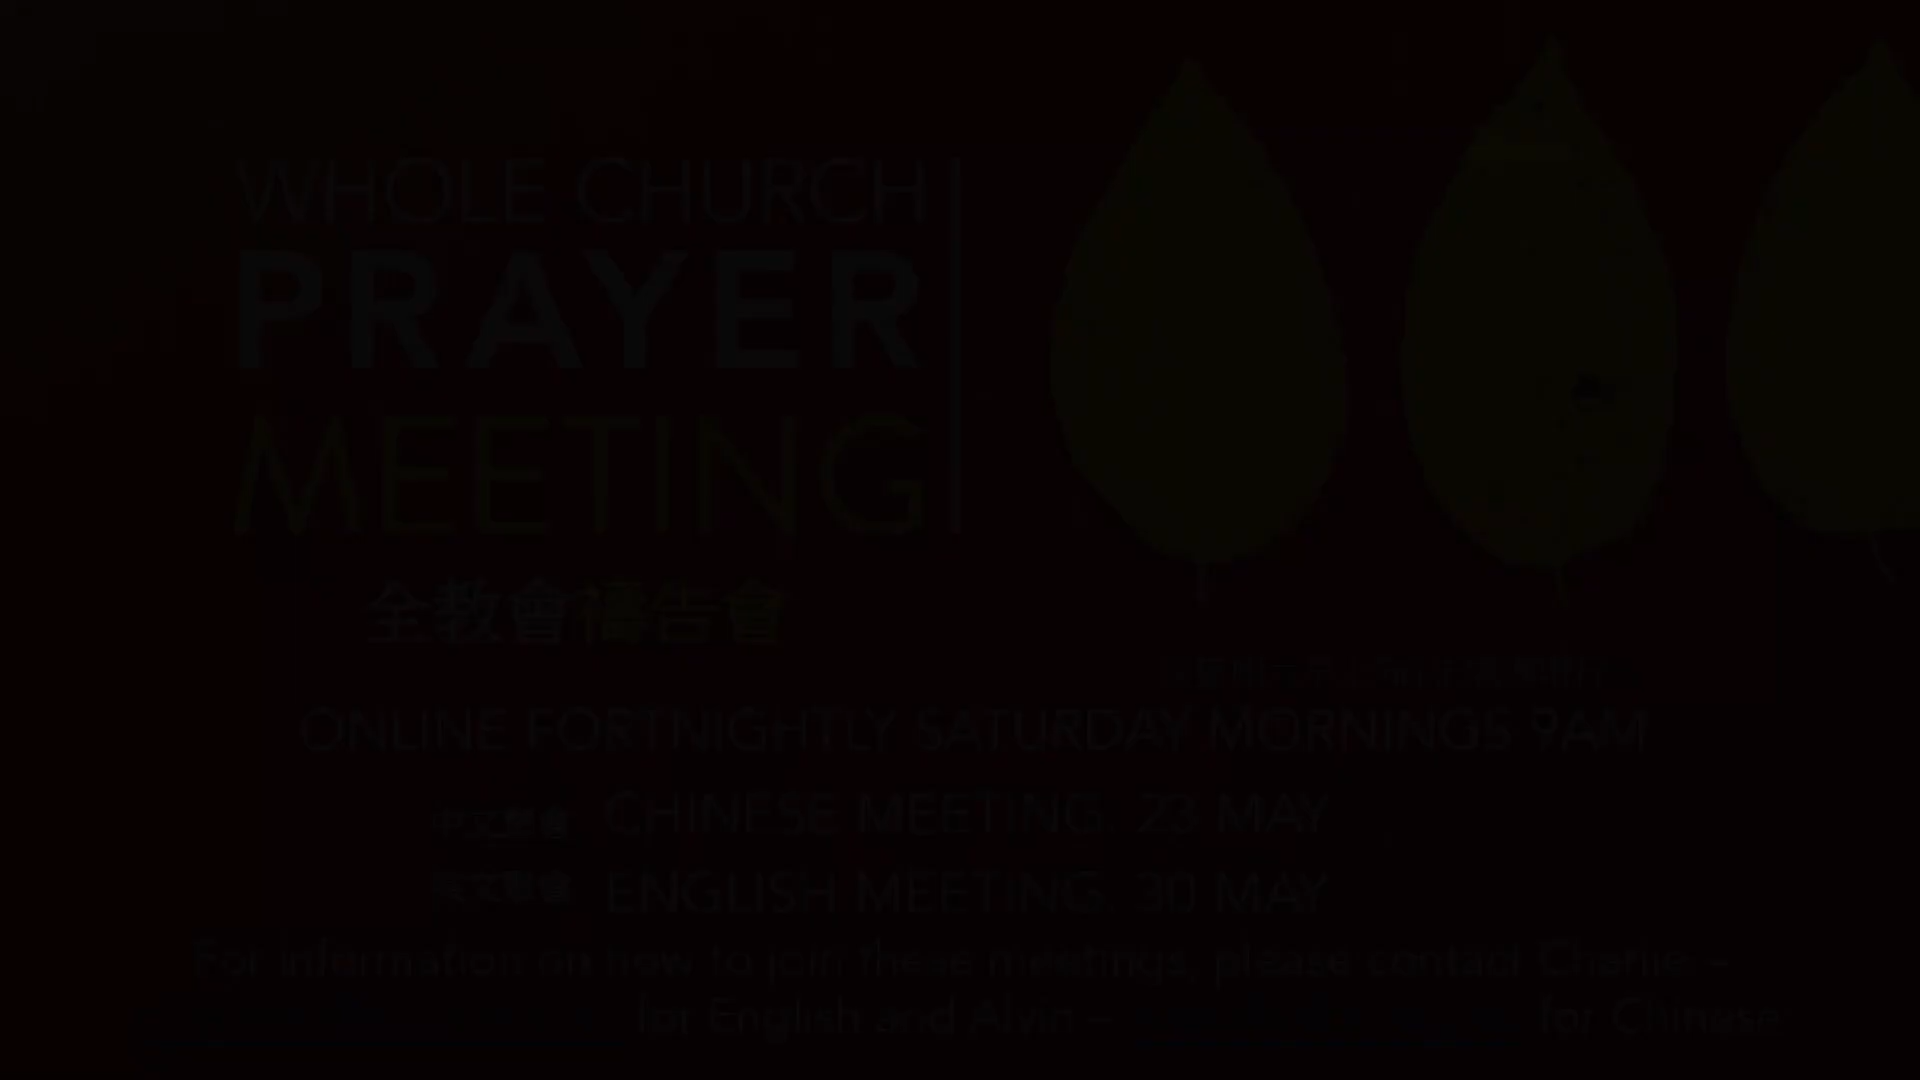 WHOLE CHURCH
PRAYER
MEETING
全教會禱告會
ONLINE FORTNIGHTLY SATURDAY MORNINGS 9AM
CHINESE MEETING: 23 MAY
ENGLISH MEETING: 30 MAY
For information on how to join these meetings, please contact Charlie –
for English and Alvin – for Chinese